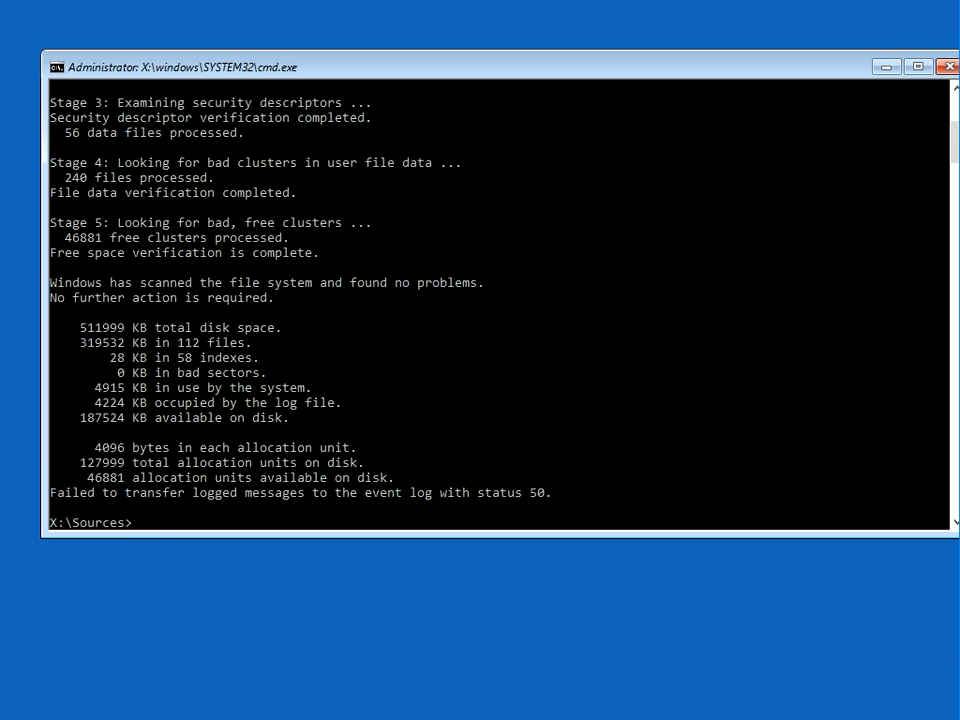 Administrator: X:\windows\SYSTEM32\cmd.exe
Stage 3: Examining security descriptors ...
Security descriptor verification completed.
56 data files processed.
Stage 4: Looking for bad clusters in user file data ...
240 files processed.
File data verification completed.
Stage 5: Looking for bad, free clusters ...
46881 free clusters processed.
Free space verification is complete.
Windows has scanned the file system and found no problems.
No further action is required.
511999 KB total disk space.
319532 KB in 112 files.
28 KB in 58 indexes.
0 KB in bad sectors.
4915 KB in use by the system.
4224 KB occupied by the log file.
187524 KB available on disk.
4096 bytes in each allocation unit.
127999 total allocation units on disk.
46881 allocation units available on disk.
Failed to transfer logged messages to the event log with status 50.
X:\Sources>